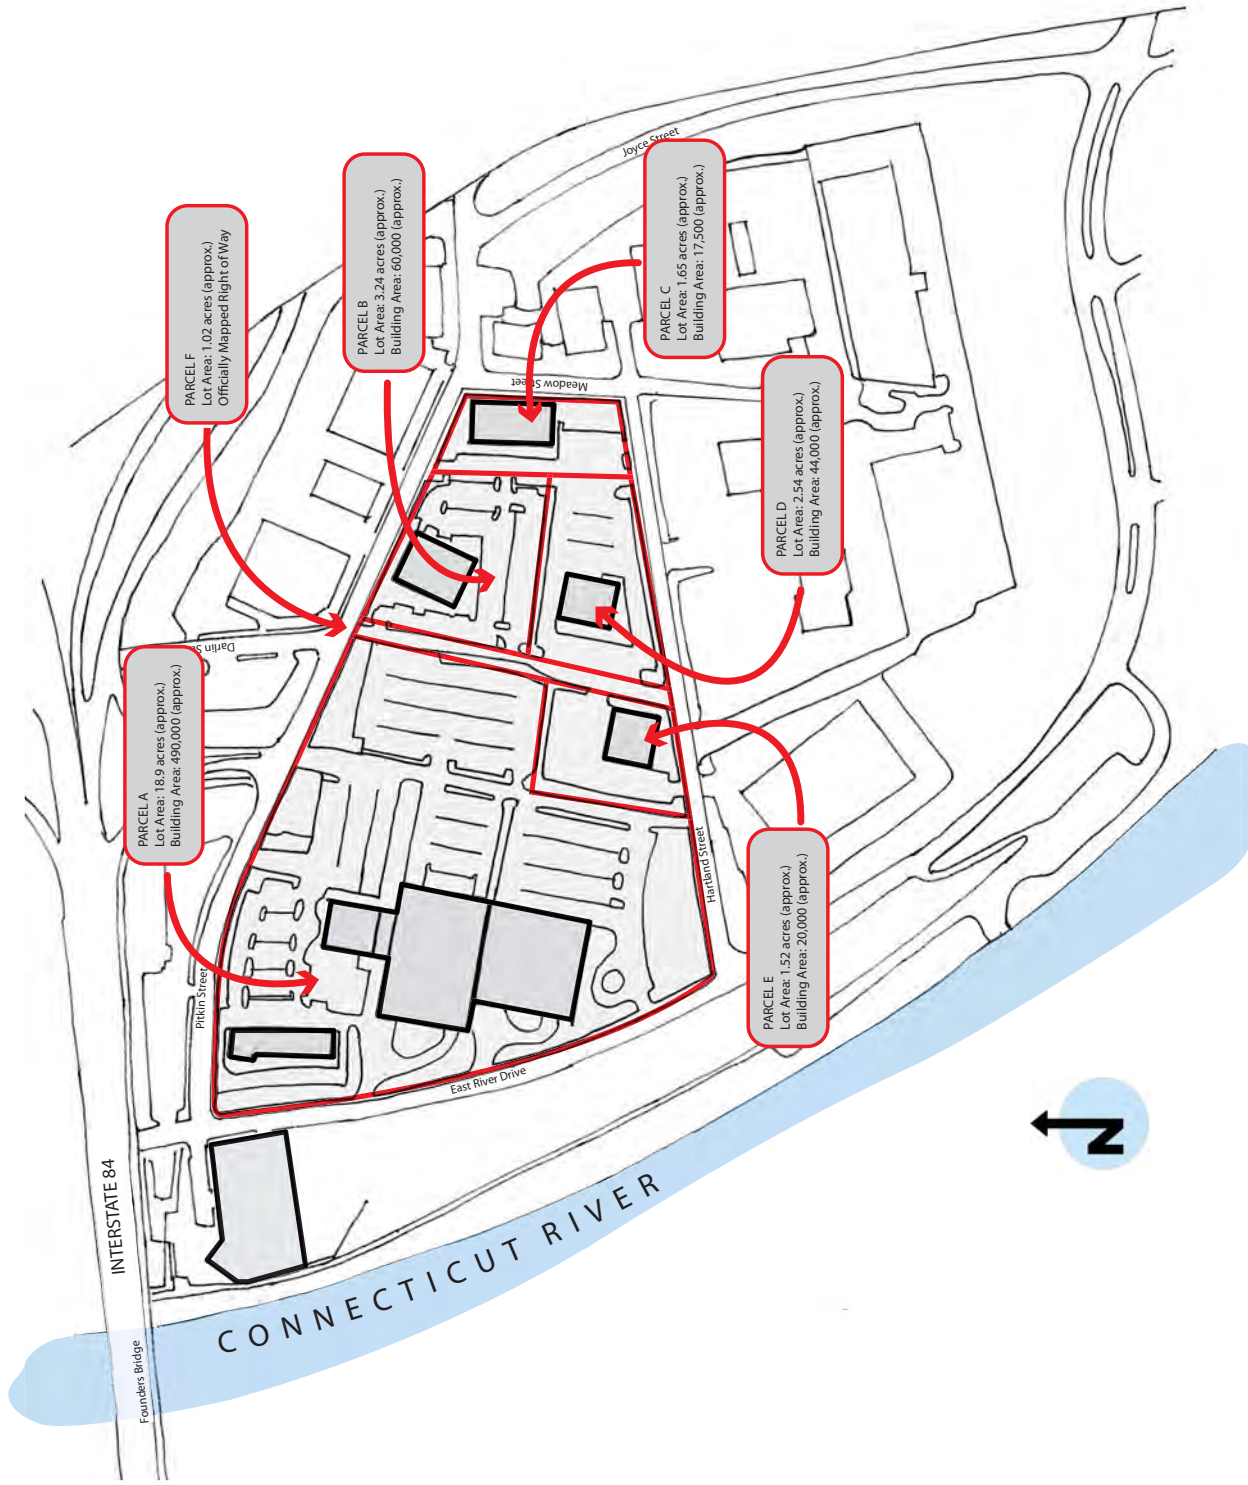 PARCEL F
Lot Area: 1.02 acres (approx.)
Officially Mapped Right of Way
PARCEL B
Lot Area: 3.24 acres (approx.)
Building Area: 60,000 (approx.)
Joyce Street
PARCEL C
Lot Area: 1.65 acres (approx.)
Building Area: 17,500 (approx.)
Meadow Street
PARCEL D
Lot Area: 2.54 acres (approx.)
Building Area: 44,000 (approx.)
Darlin St
PARCEL A
Lot Area: 18.9 acres (approx.)
Building Area: 490,000 (approx.)
Hartland Street
PARCEL E
Lot Area: 1.52 acres (approx.)
Building Area: 20,000 (approx.)
Pitkin Street
East River Drive
INTERSTATE 84
CONNECTICUT RIVER
Founders Bridge
N